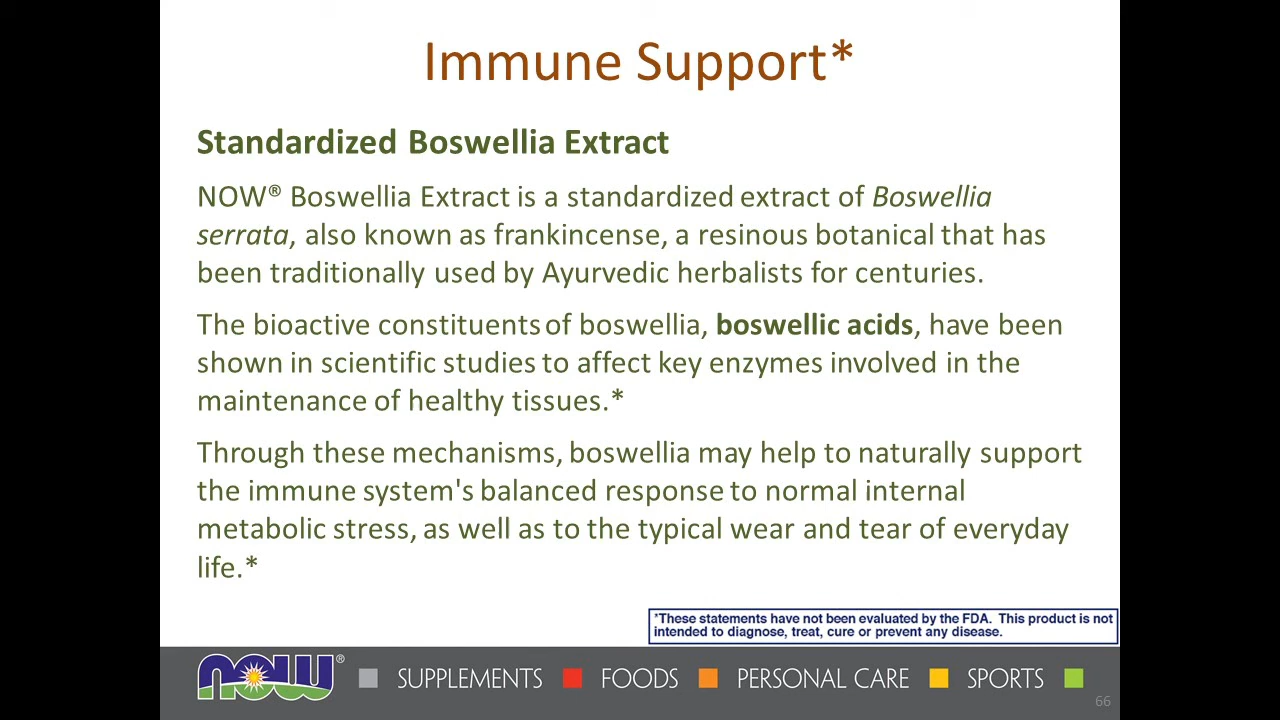 Immune Support*
Standardized Boswellia Extract
NOW® Boswellia Extract is a standardized extract of Boswellia
serrata, also known as frankincense, a resinous botanical that has
been traditionally used by Ayurvedic herbalists for centuries.
The bioactive constituents of boswellia, boswellic acids, have been
shown in scientific studies to affect key enzymes involved in the
maintenance of healthy tissues.*
Through these mechanisms, boswellia may help to naturally support
the immune system's balanced response to normal internal
metabolic stress, as well as to the typical wear and tear of everyday
life.*
*These statements have not been evaluated by the FDA. This product is not
intended to diagnose, treat, cure or prevent any disease.
now® SUPPLEMENTS FOODS PERSONAL CARE SPORTS
66